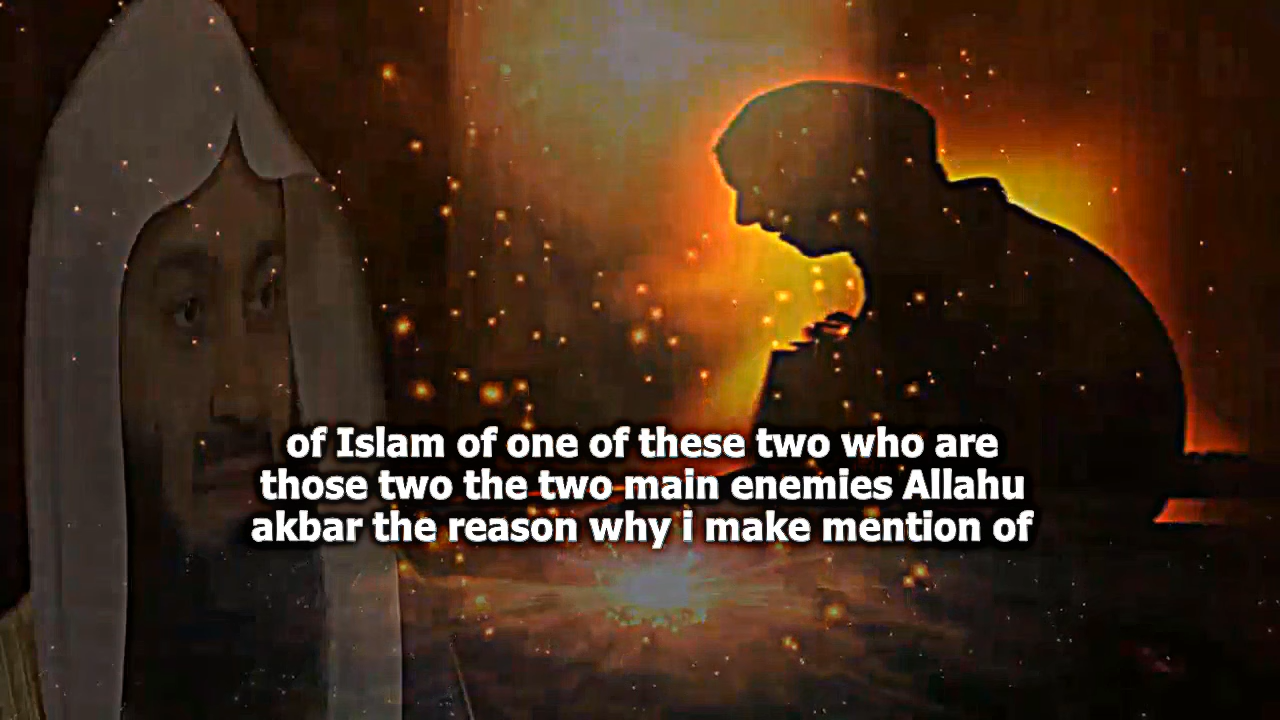 of Islam of one of these two who are
those two the two main enemies Allahu
akbar the reason why i make mention of